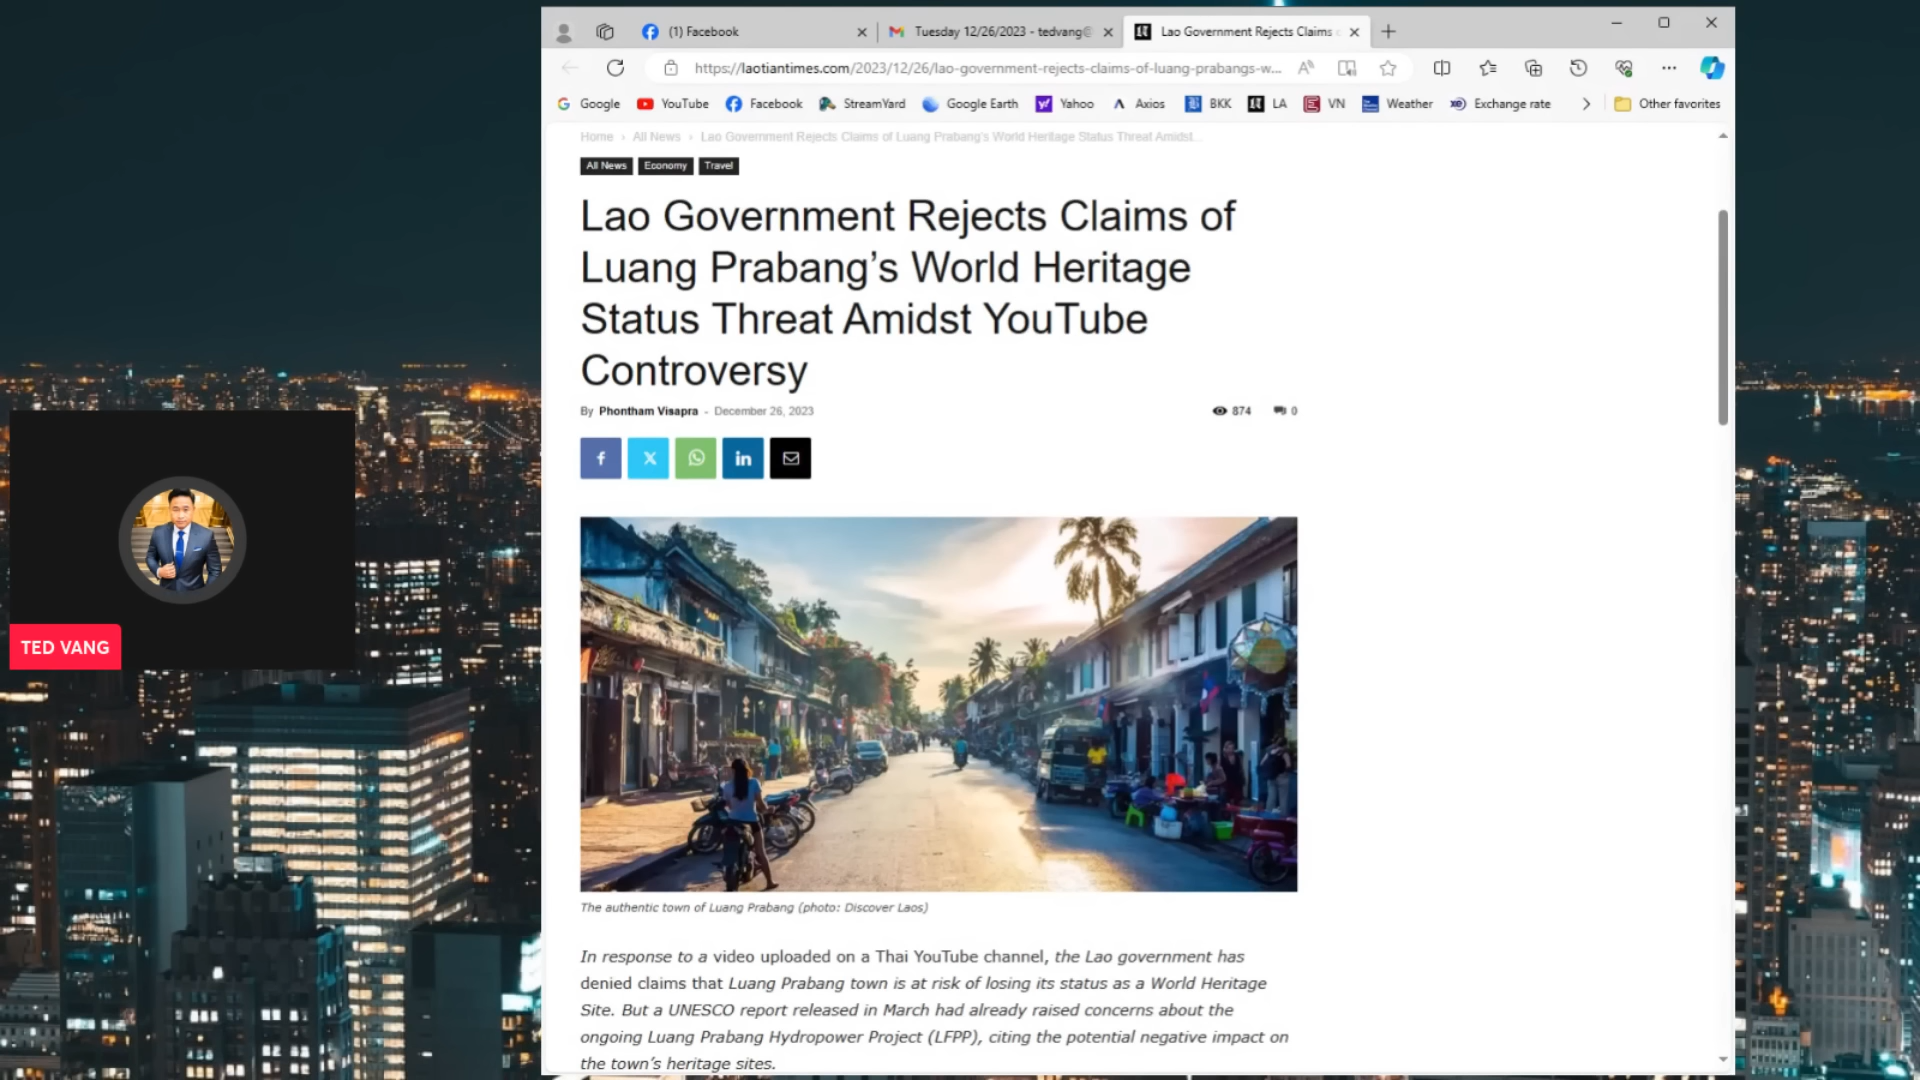 (1) Facebook
Tuesday 12/26/2023 - tedvang@
Lao Government Rejects Claims
https://laotiantimes.com/2023/12/26/lao-government-rejects-claims-of-luang-prabangs-w...
Google YouTube Facebook StreamYard Google Earth Yahoo Axios BKK LA VN Weather Exchange rate Other favorites
Home › All News › Lao Government Rejects Claims of Luang Prabang's World Heritage Status Threat Amidst...
All News Economy Travel
Lao Government Rejects Claims of
Luang Prabang’s World Heritage
Status Threat Amidst YouTube
Controversy
By Phontham Visapra - December 26, 2023
874 0
TED VANG
The authentic town of Luang Prabang (photo: Discover Laos)
In response to a video uploaded on a Thai YouTube channel, the Lao government has
denied claims that Luang Prabang town is at risk of losing its status as a World Heritage
Site. But a UNESCO report released in March had already raised concerns about the
ongoing Luang Prabang Hydropower Project (LFPP), citing the potential negative impact on
the town’s heritage sites.